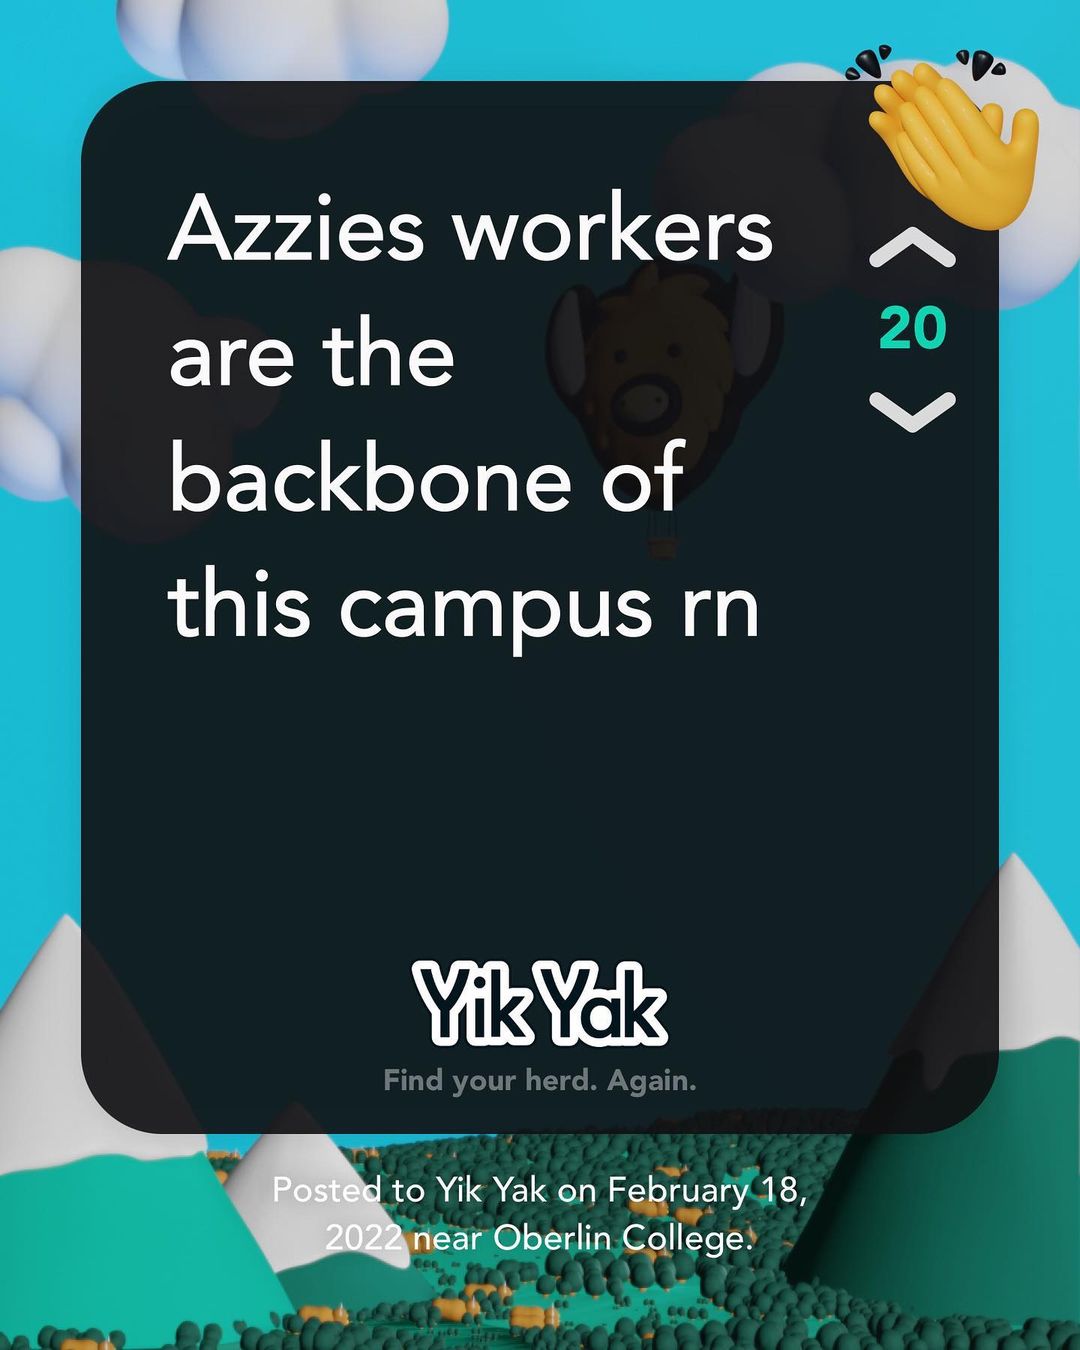 Azzies workers
are the
backbone of
this campus rn
20
Yik Yak
Find your herd. Again.
Posted to Yik Yak on February 18,
2022 near Oberlin College.